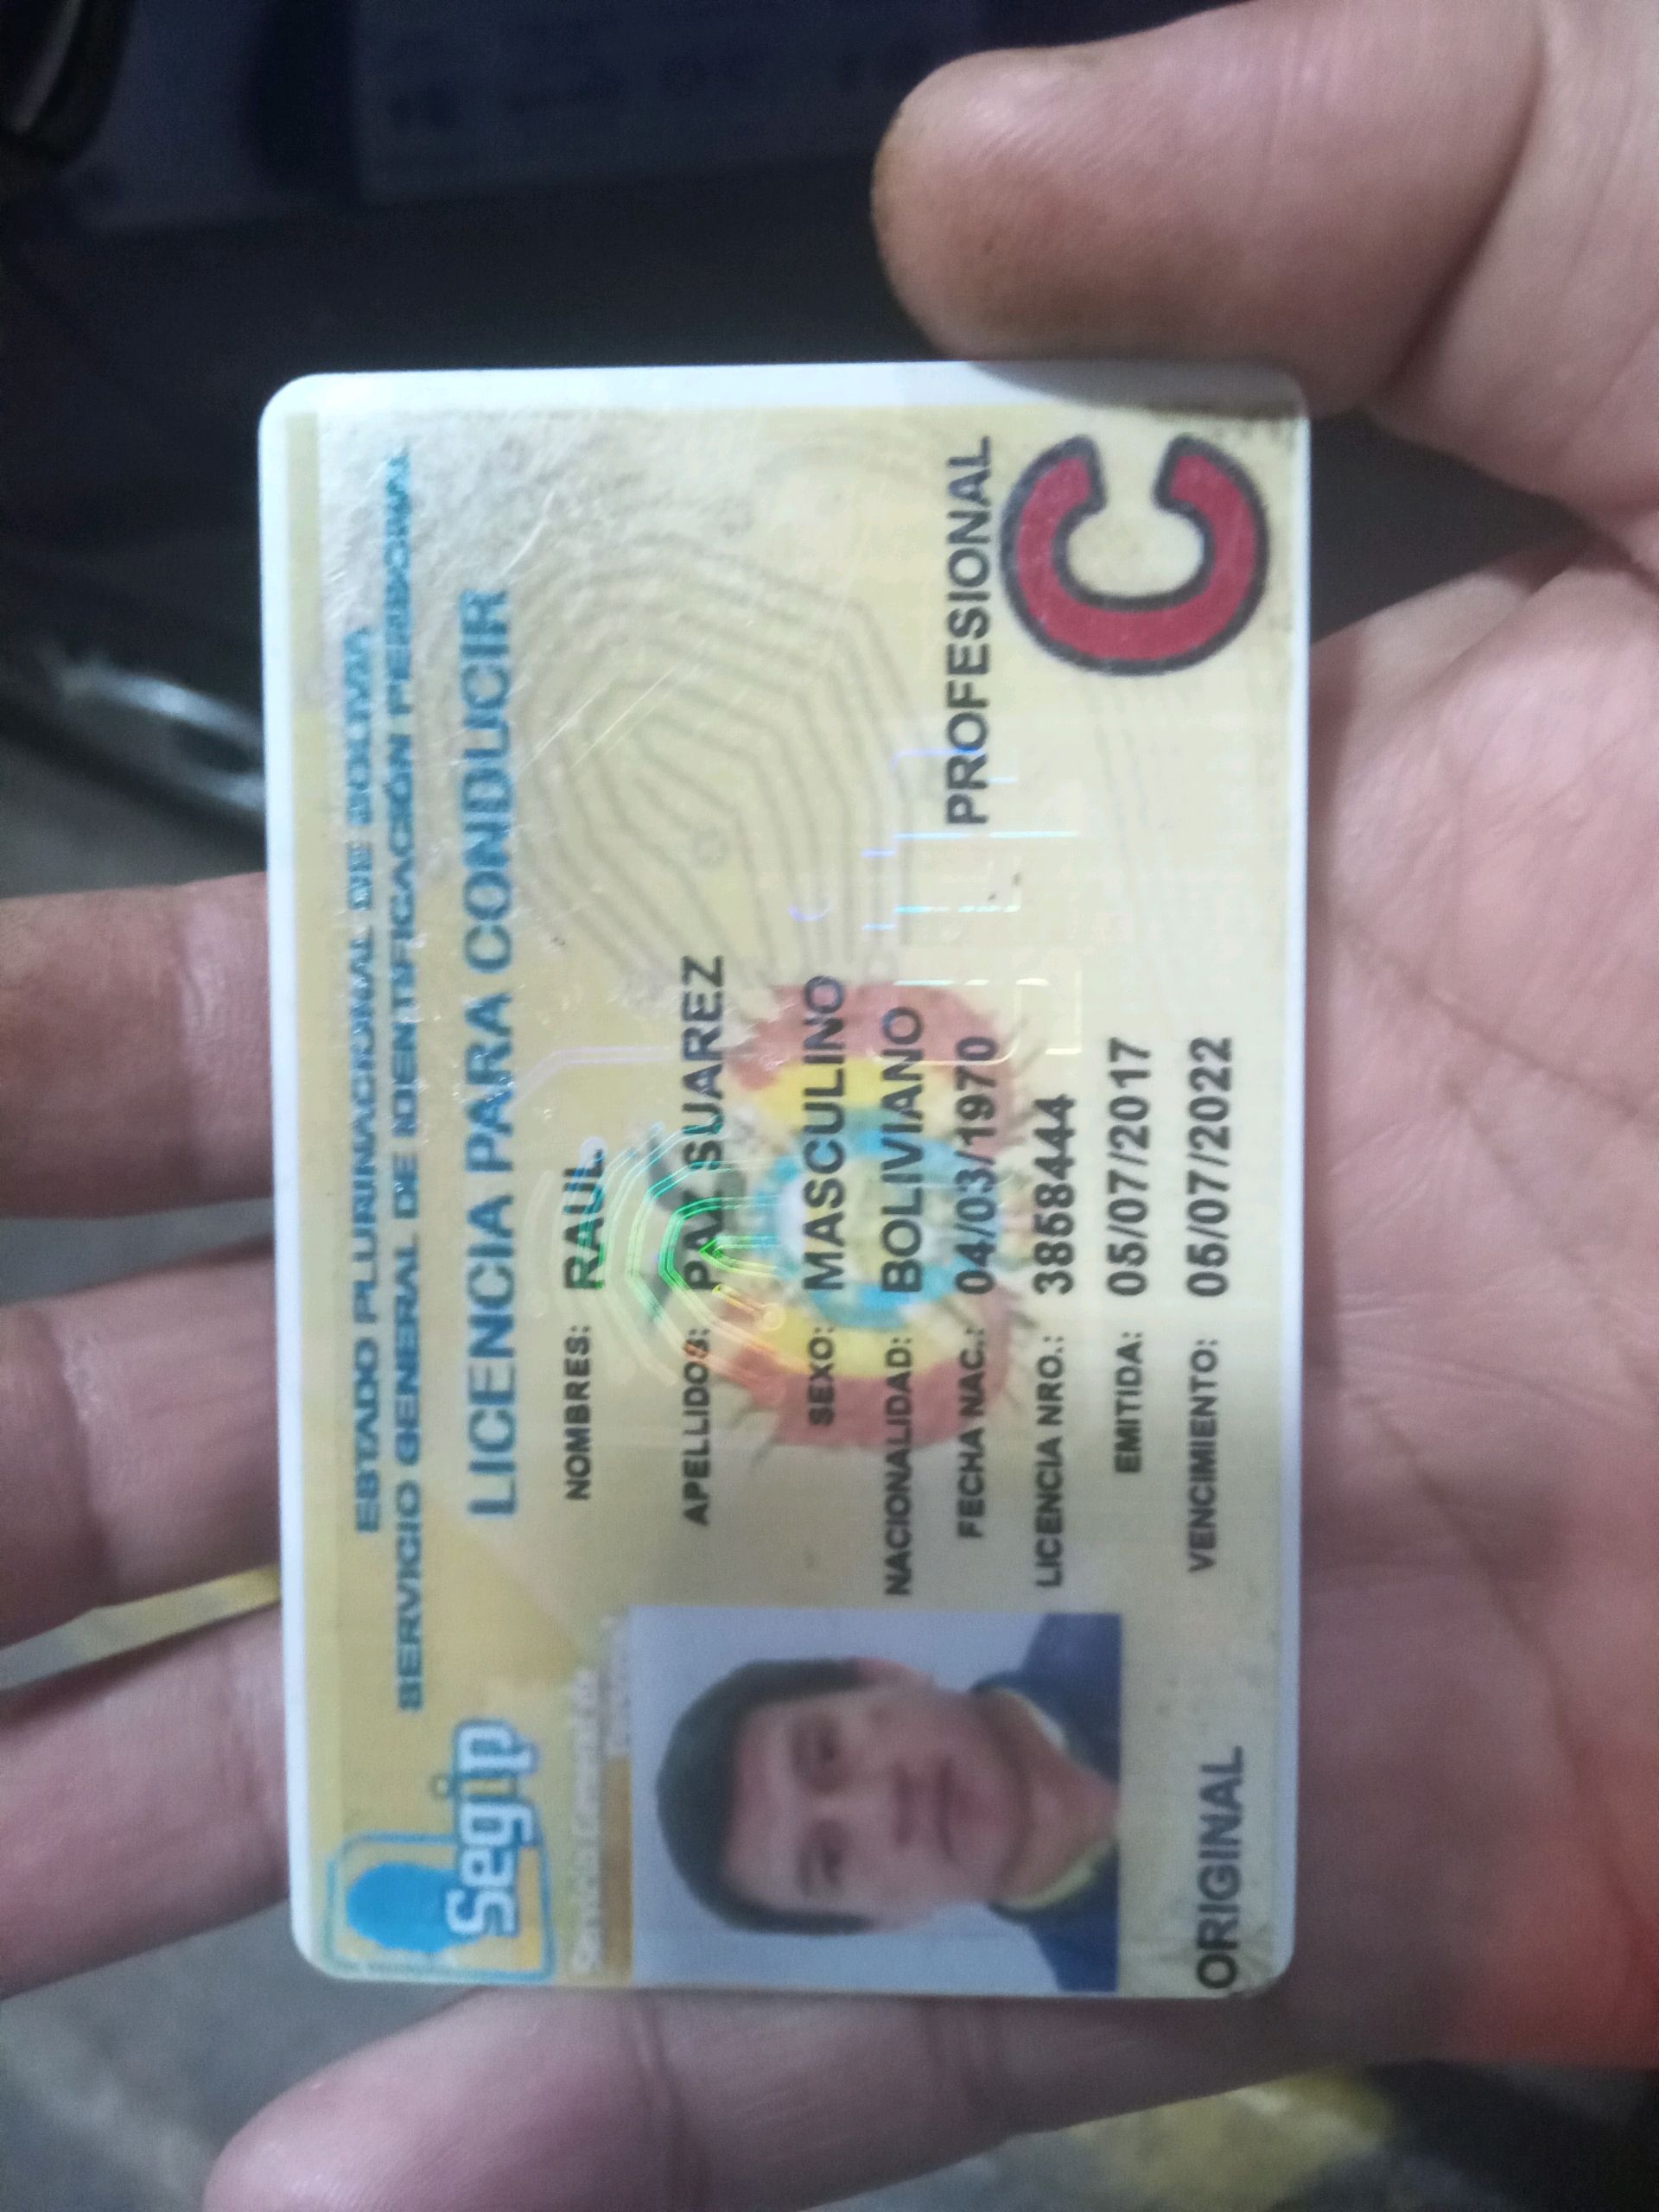 ESTADO PLURINACIONAL DE BOLIVIA
SERVICIO GENERAL DE IDENTIFICACIÓN PERSONAL
Segip
LICENCIA PARA CONDUCIR
NOMBRES: RAUL
APELLIDOS: PAZ SUAREZ
SEXO: MASCULINO
NACIONALIDAD: BOLIVIANO
FECHA NAC.: 04/03/1970
LICENCIA NRO.: 3858444
EMITIDA: 05/07/2017
VENCIMIENTO: 05/07/2022
PROFESIONAL
C
ORIGINAL